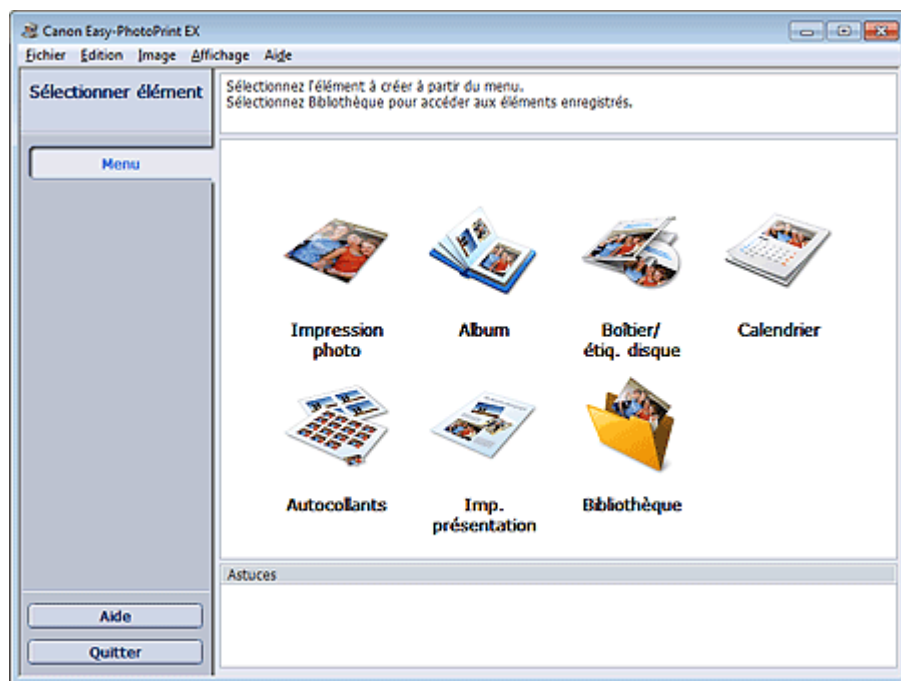 Canon Easy-PhotoPrint EX
Fichier Édition Image Affichage Aide
Sélectionner élément
Sélectionnez l'élément à créer à partir du menu.
Sélectionnez Bibliothèque pour accéder aux éléments enregistrés.
Menu
Impression
photo
Album
Boîtier/
étiq. disque
Calendrier
Autocollants
Imp.
présentation
Bibliothèque
Astuces
Aide
Quitter